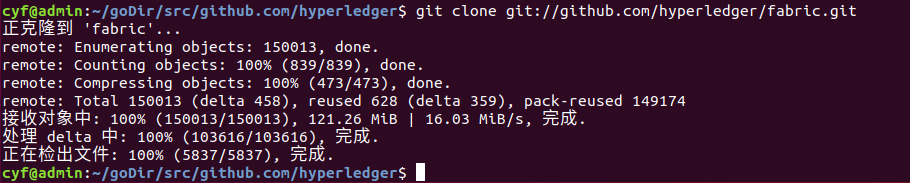 cyf@admin:~/goDir/src/github.com/hyperledger$ git clone git://github.com/hyperledger/fabric.git
正克隆到 'fabric'...
remote: Enumerating objects: 150013, done.
remote: Counting objects: 100% (839/839), done.
remote: Compressing objects: 100% (473/473), done.
remote: Total 150013 (delta 458), reused 628 (delta 359), pack-reused 149174
接收对象中: 100% (150013/150013), 121.26 MiB | 16.03 MiB/s, 完成.
处理 delta 中: 100% (103616/103616), 完成.
正在检出文件: 100% (5837/5837), 完成.
cyf@admin:~/goDir/src/github.com/hyperledger$